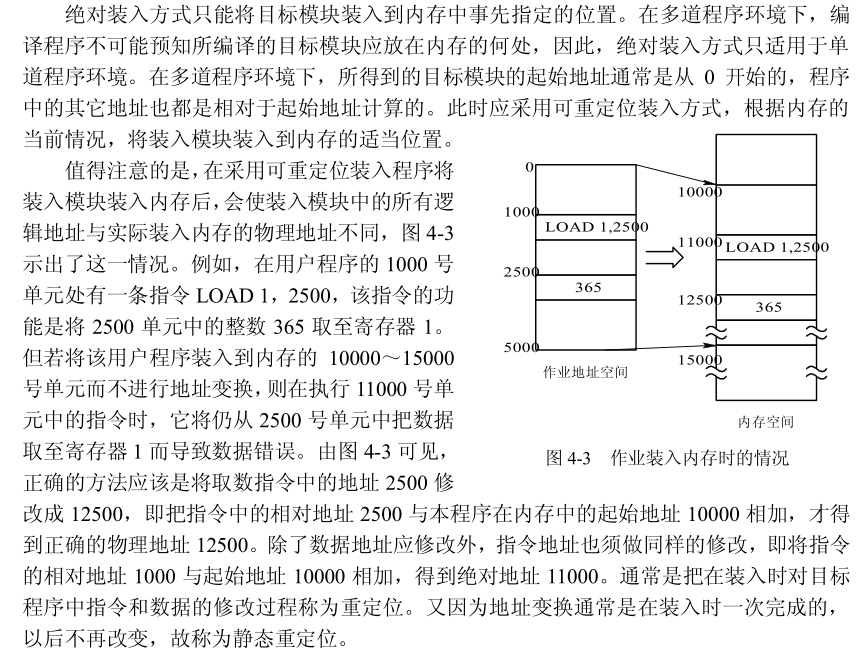 绝对装入方式只能将目标模块装入到内存中事先指定的位置。在多道程序环境下，编
译程序不可能预知所编译的目标模块应放在内存的何处，因此，绝对装入方式只适用于单
道程序环境。在多道程序环境下，所得到的目标模块的起始地址通常是从 0 开始的，程序
中的其它地址也都是相对于起始地址计算的。此时应采用可重定位装入方式，根据内存的
当前情况，将装入模块装入到内存的适当位置。
值得注意的是，在采用可重定位装入程序将
装入模块装入内存后，会使装入模块中的所有逻
辑地址与实际装入内存的物理地址不同，图 4-3
示出了这一情况。例如，在用户程序的 1000 号
单元处有一条指令 LOAD 1，2500，该指令的功
能是将 2500 单元中的整数 365 取至寄存器 1。
但若将该用户程序装入到内存的 10000～15000
号单元而不进行地址变换，则在执行 11000 号单
元中的指令时，它将仍从 2500 号单元中把数据
取至寄存器 1 而导致数据错误。由图 4-3 可见，
正确的方法应该是将取数指令中的地址 2500 修
改成 12500，即把指令中的相对地址 2500 与本程序在内存中的起始地址 10000 相加，才得
到正确的物理地址 12500。除了数据地址应修改外，指令地址也须做同样的修改，即将指令
的相对地址 1000 与起始地址 10000 相加，得到绝对地址 11000。通常是把在装入时对目标
程序中指令和数据的修改过程称为重定位。又因为地址变换通常是在装入时一次完成的，
以后不再改变，故称为静态重定位。
0
1000
LOAD 1,2500
2500
365
5000
作业地址空间
10000
11000
LOAD 1,2500
12500
365
15000
内存空间
图 4-3 作业装入内存时的情况